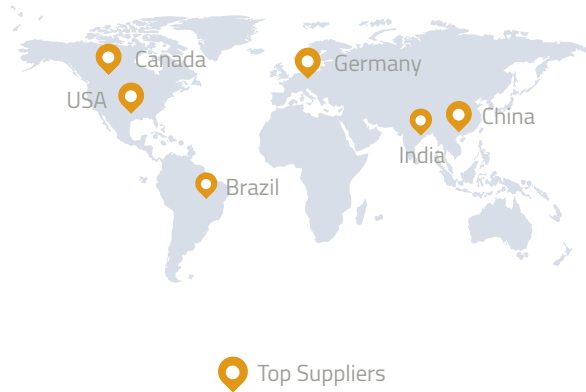 Canada
Germany
USA
China
India
Brazil
Top Suppliers